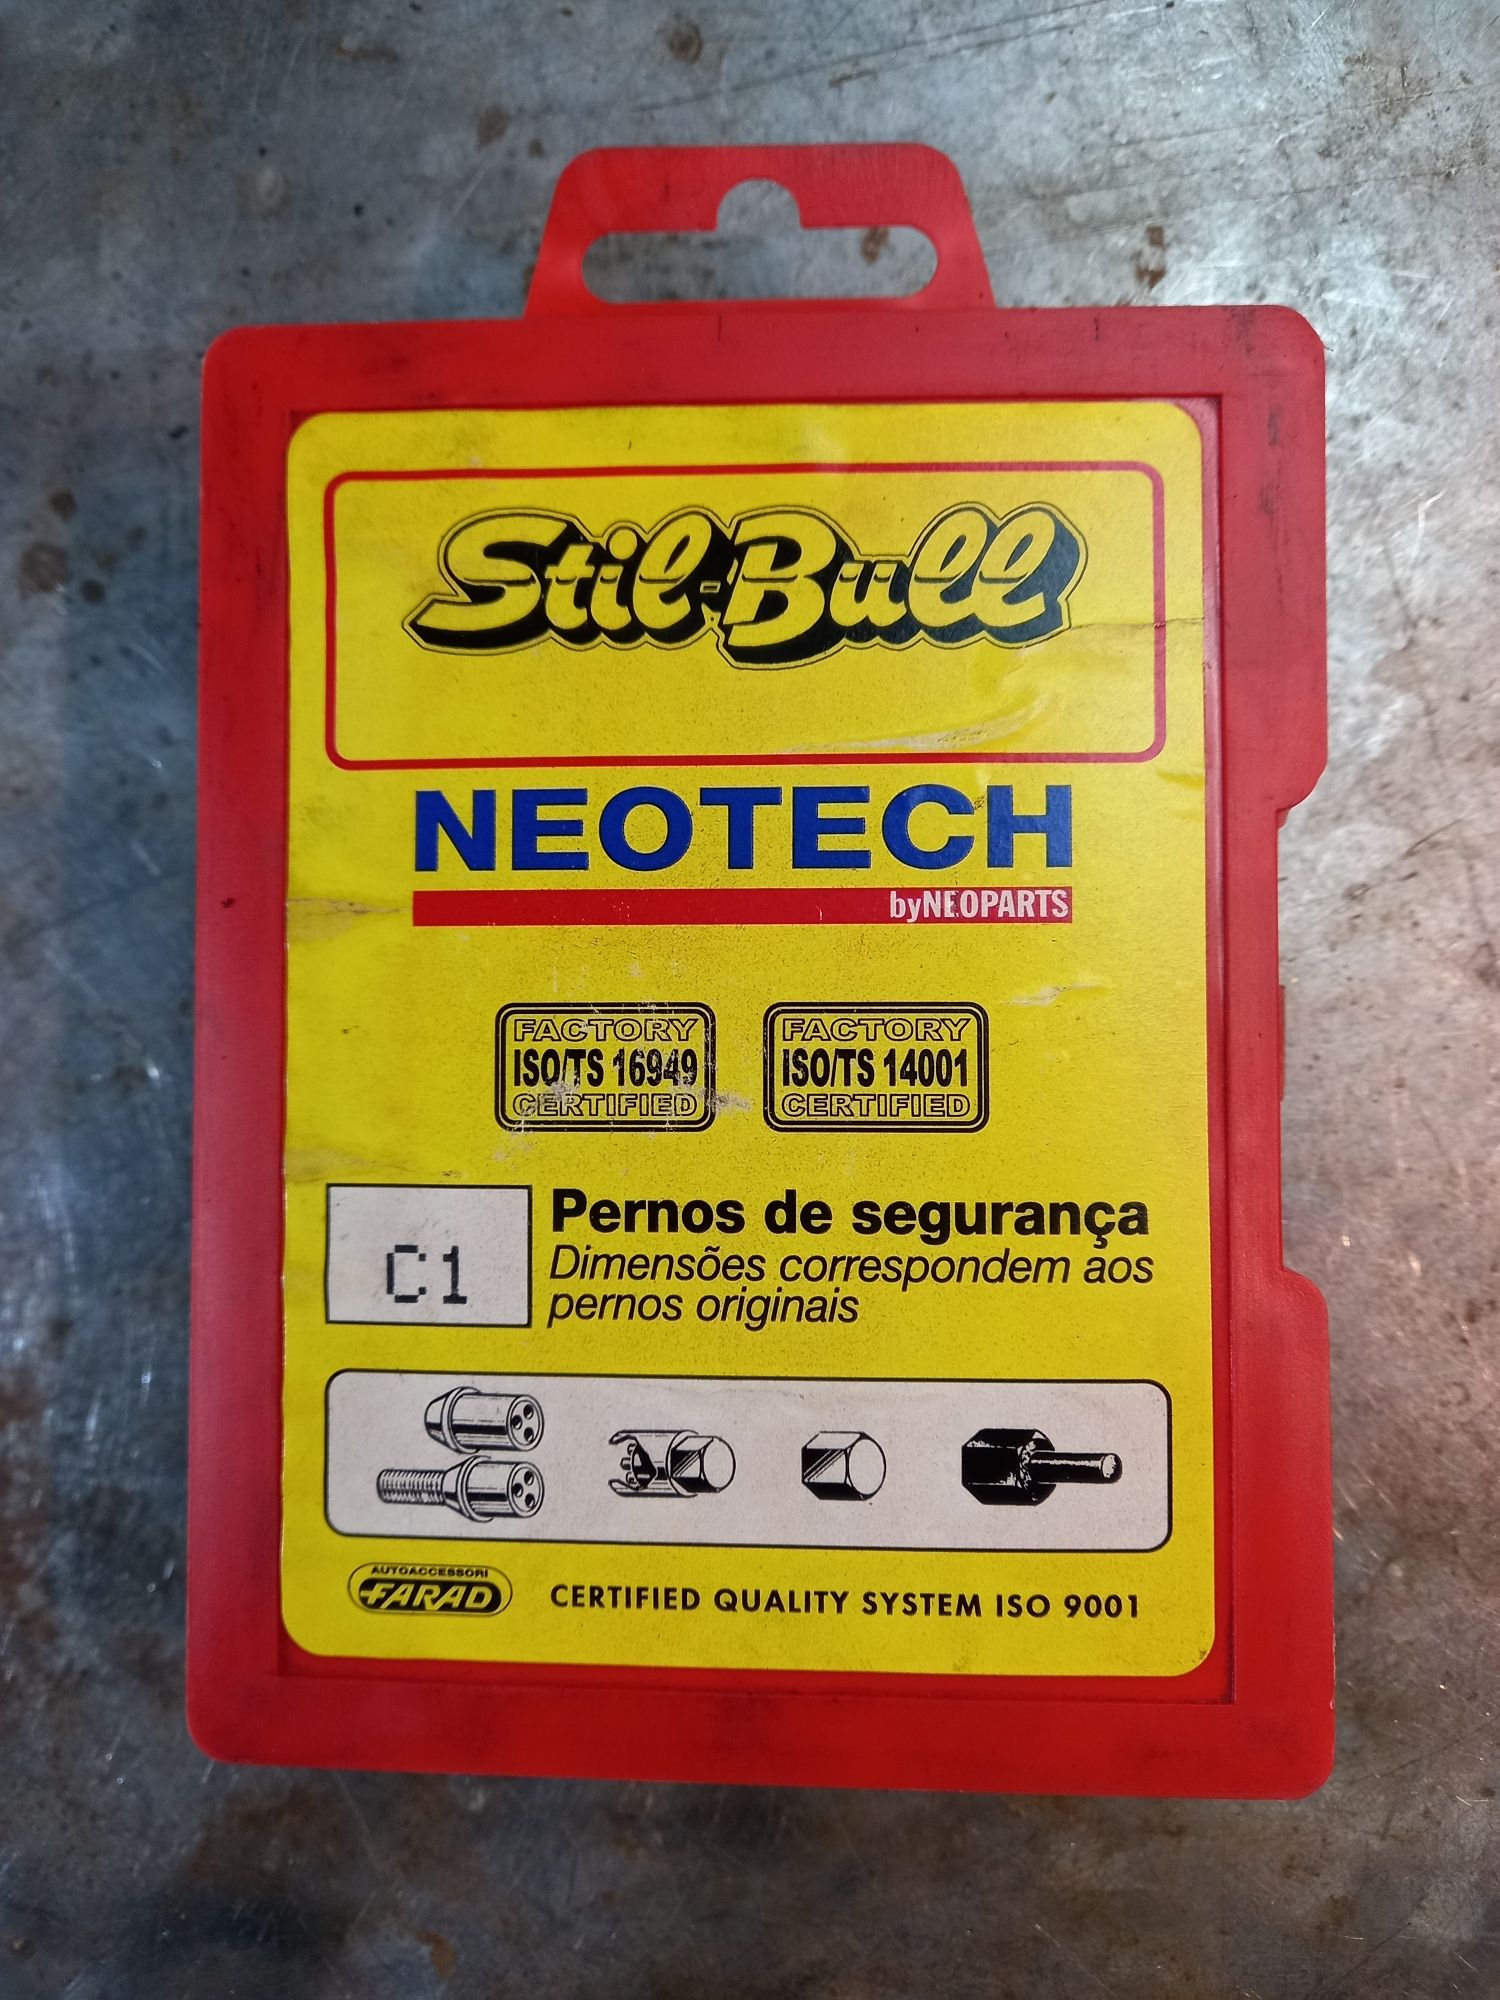 Stil-Bull
NEOTECH
byNEOPARTS
FACTORY
ISO/TS 16949
CERTIFIED
FACTORY
ISO/TS 14001
CERTIFIED
C1
Pernos de segurança
Dimensões correspondem aos
pernos originais
AUTOACCESSORI
FARAD
CERTIFIED QUALITY SYSTEM ISO 9001